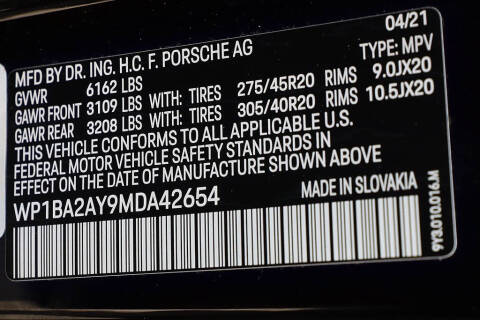 04/21
MFD BY DR. ING. H.C. F. PORSCHE AG TYPE: MPV
GVWR 6162 LBS
GAWR FRONT 3109 LBS WITH: TIRES 275/45R20 RIMS 9.0JX20
GAWR REAR 3208 LBS WITH: TIRES 305/40R20 RIMS 10.5JX20
THIS VEHICLE CONFORMS TO ALL APPLICABLE U.S.
FEDERAL MOTOR VEHICLE SAFETY STANDARDS IN
EFFECT ON THE DATE OF MANUFACTURE SHOWN ABOVE
WP1BA2AY9MDA42654 MADE IN SLOVAKIA
9Y3.010.016.M